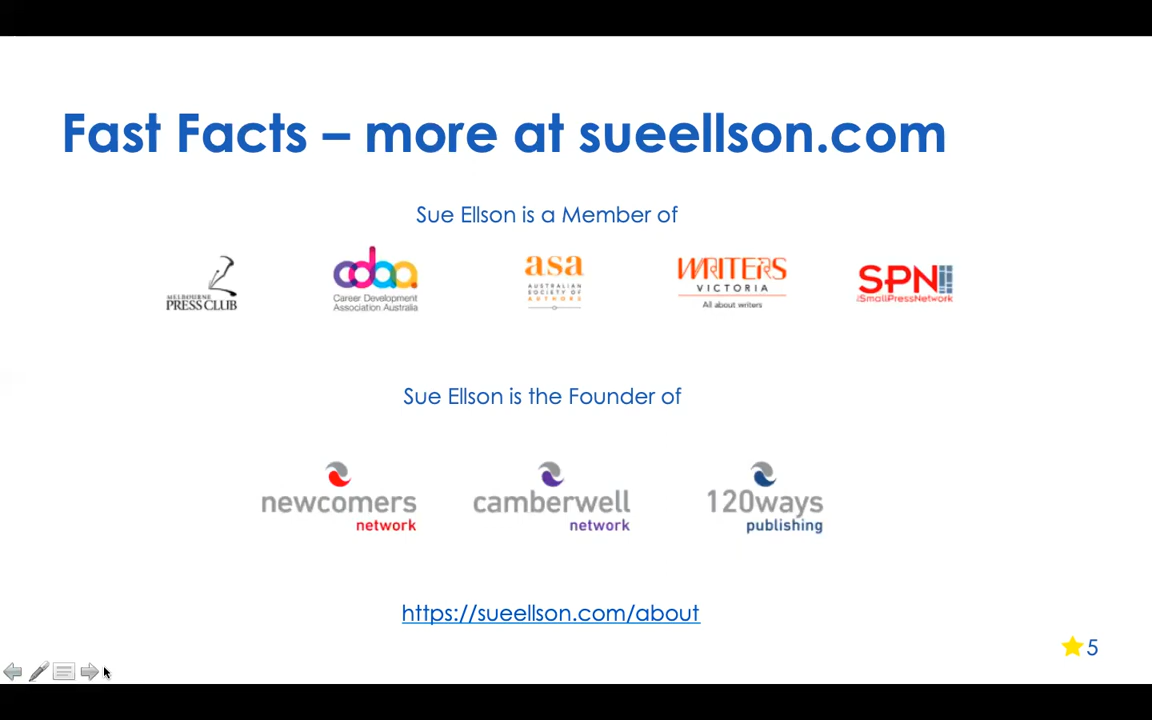 Fast Facts – more at sueellson.com
Sue Ellson is a Member of
MELBOURNE
PRESS CLUB
cdaa
Career Development
Association Australia
asa
AUSTRALIAN
SOCIETY OF
AUTHORS
WRITERS
VICTORIA
All about writers
SPN
theSmallPressNetwork
Sue Ellson is the Founder of
newcomers
network
camberwell
network
120ways
publishing
https://sueellson.com/about
5